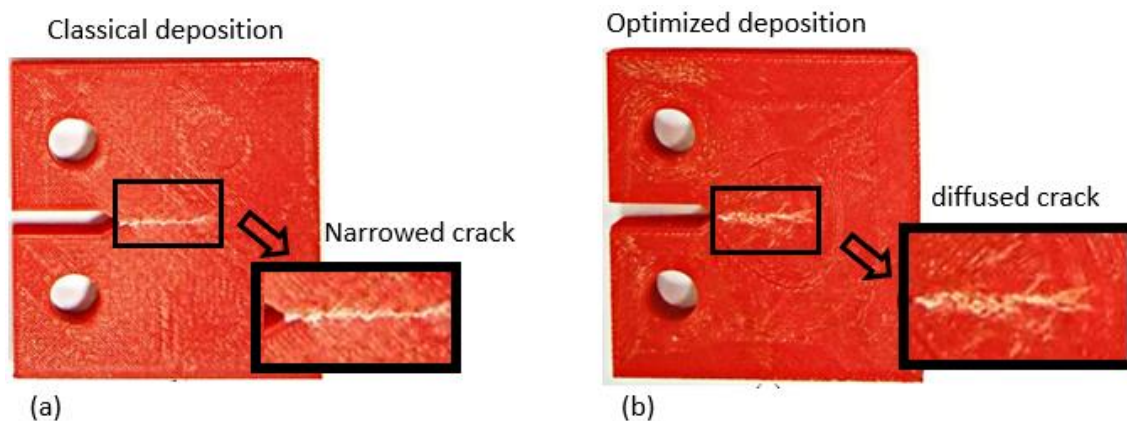 Classical deposition
Optimized deposition
Narrowed crack
diffused crack
(a)
(b)